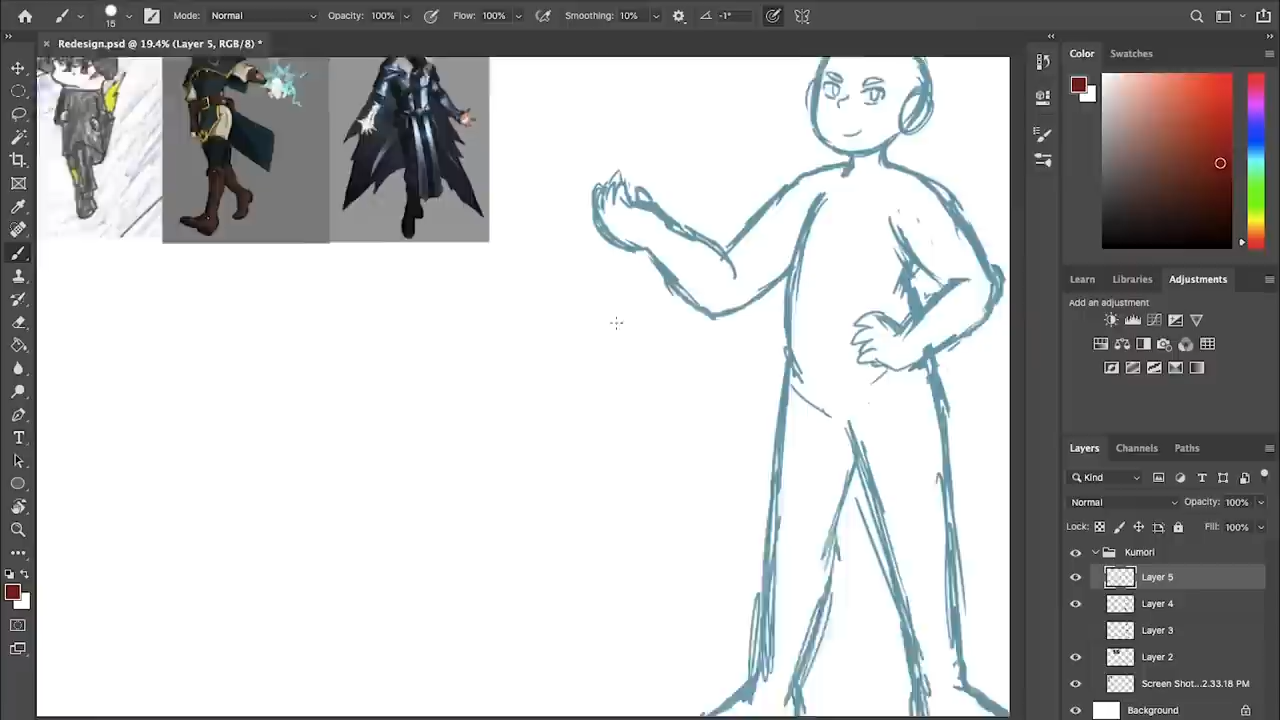 Mode: Normal Opacity: 100% Flow: 100% Smoothing: 10% -1°
15
Redesign.psd @ 19.4% (Layer 5, RGB/8) *
Color Swatches
Learn Libraries Adjustments
Add an adjustment
Layers Channels Paths
Kind
Normal Opacity: 100%
Lock: Fill: 100%
Kumori
Layer 5
Layer 4
Layer 3
Layer 2
Screen Shot...2.33.18 PM
Background